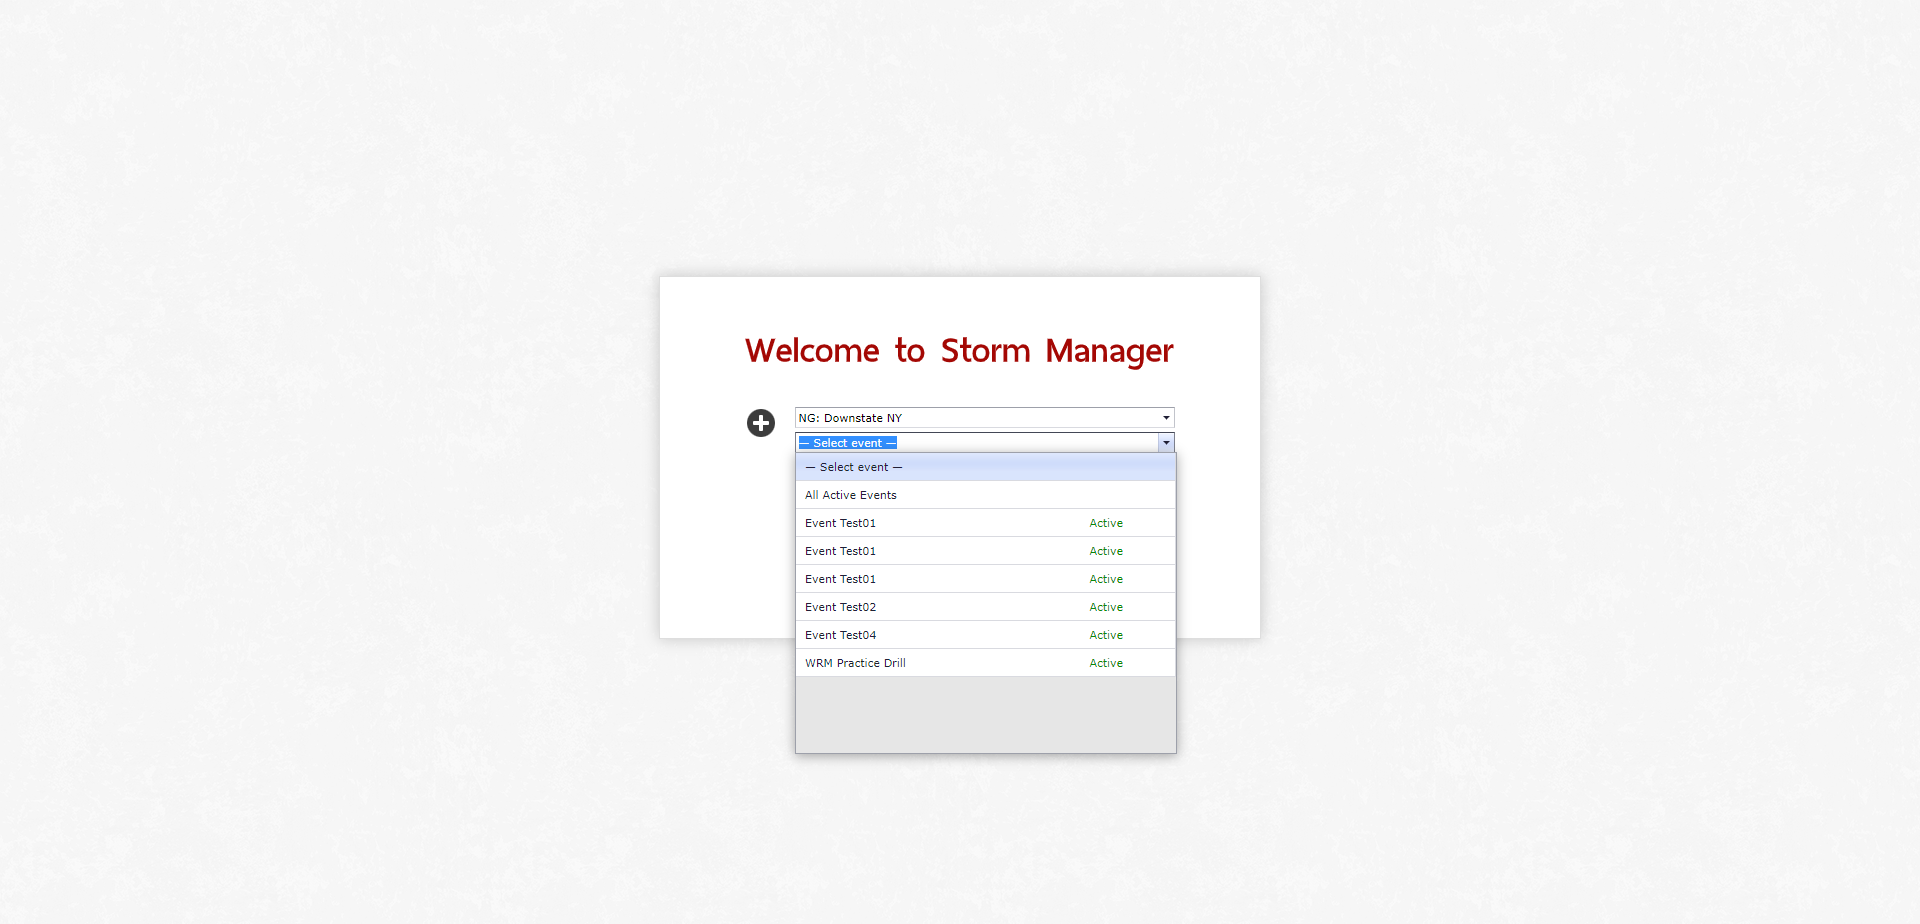 Welcome to Storm Manager
NG: Downstate NY
— Select event —
— Select event —
All Active Events
Event Test01 Active
Event Test01 Active
Event Test01 Active
Event Test02 Active
Event Test04 Active
WRM Practice Drill Active